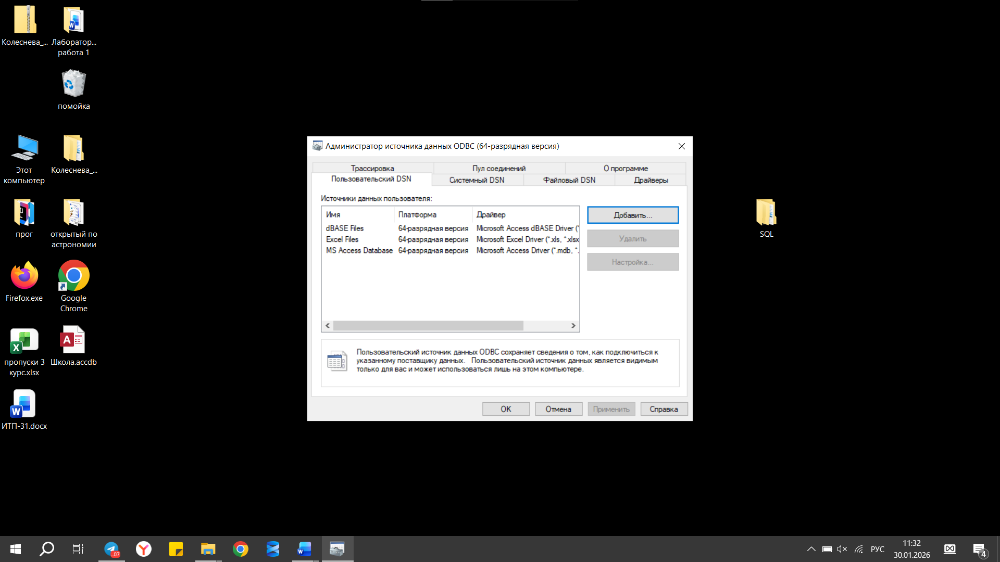 Колеснева_...
Лаборатор...
работа 1
помойка
Этот
компьютер
Колеснева_...
прог
открытый по
астрономии
Firefox.exe
Google
Chrome
пропуски 3
курс.xlsx
Школа.accdb
ИТП-31.docx
SQL
Администратор источника данных ODBC (64-разрядная версия)
Трассировка
Пул соединений
О программе
Пользовательский DSN
Системный DSN
Файловый DSN
Драйверы
Источники данных пользователя:
Имя Платформа Драйвер
dBASE Files 64-разрядная версия Microsoft Access dBASE Driver (*
Excel Files 64-разрядная версия Microsoft Excel Driver (*.xls, *.xlsx
MS Access Database 64-разрядная версия Microsoft Access Driver (*.mdb, *.
Добавить...
Удалить
Настройка...
Пользовательский источник данных ODBC сохраняет сведения о том, как подключиться к
указанному поставщику данных. Пользовательский источник данных является видимым
только для вас и может использоваться лишь на этом компьютере.
OK
Отмена
Применить
Справка
..07
РУС
11:32
30.01.2026
4